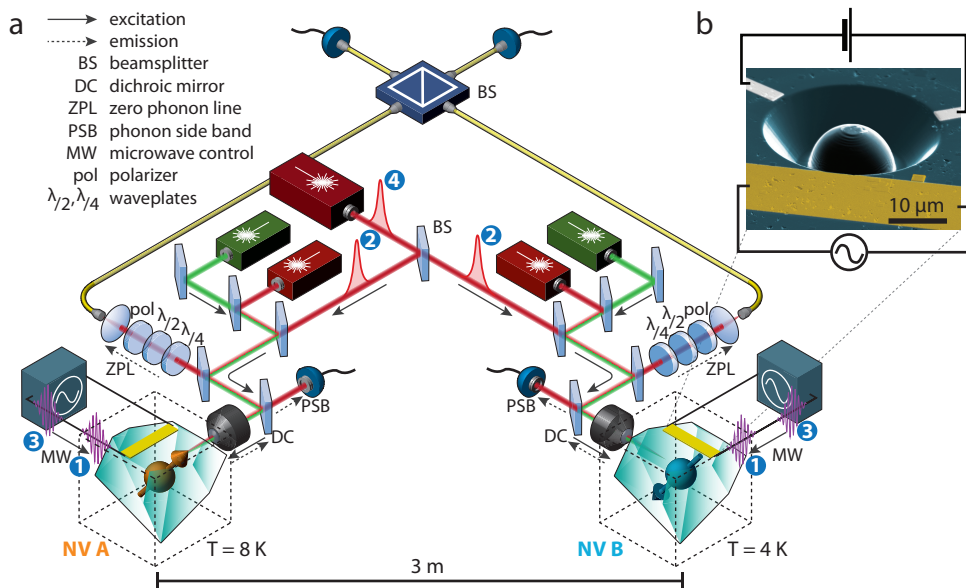 a
excitation
emission
BS beamsplitter
DC dichroic mirror
ZPL zero phonon line
PSB phonon side band
MW microwave control
pol polarizer
λ/2, λ/4 waveplates
BS
4
BS
2
2
pol
λ/2
λ/4
ZPL
PSB
DC
3
MW
1
NV A
T = 8 K
λ/4
λ/2
pol
ZPL
PSB
DC
3
MW
1
NV B
T = 4 K
3 m
b
10 μm